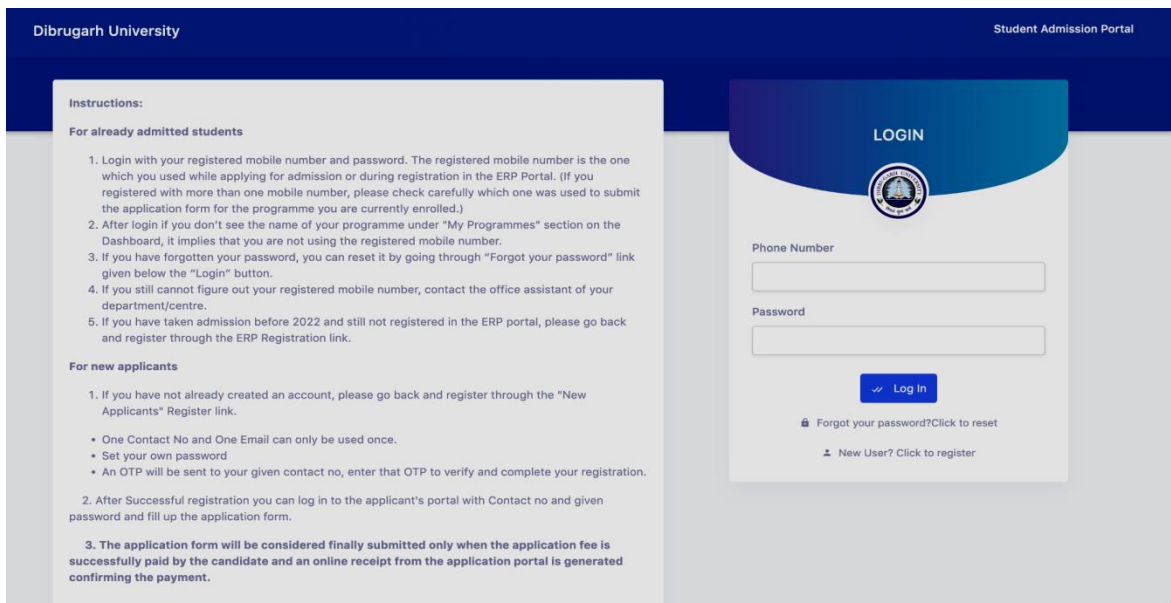 Dibrugarh University
Student Admission Portal
Instructions:
For already admitted students
1. Login with your registered mobile number and password. The registered mobile number is the one
which you used while applying for admission or during registration in the ERP Portal. (If you
registered with more than one mobile number, please check carefully which one was used to submit
the application form for the programme you are currently enrolled.)
2. After login if you don't see the name of your programme under "My Programmes" section on the
Dashboard, it implies that you are not using the registered mobile number.
3. If you have forgotten your password, you can reset it by going through “Forgot your password” link
given below the “Login” button.
4. If you still cannot figure out your registered mobile number, contact the office assistant of your
department/centre.
5. If you have taken admission before 2022 and still not registered in the ERP portal, please go back
and register through the ERP Registration link.
For new applicants
1. If you have not already created an account, please go back and register through the "New
Applicants" Register link.
• One Contact No and One Email can only be used once.
• Set your own password
• An OTP will be sent to your given contact no, enter that OTP to verify and complete your registration.
2. After Successful registration you can log in to the applicant's portal with Contact no and given
password and fill up the application form.
3. The application form will be considered finally submitted only when the application fee is
successfully paid by the candidate and an online receipt from the application portal is generated
confirming the payment.
LOGIN
Phone Number
Password
Log In
Forgot your password?Click to reset
New User? Click to register